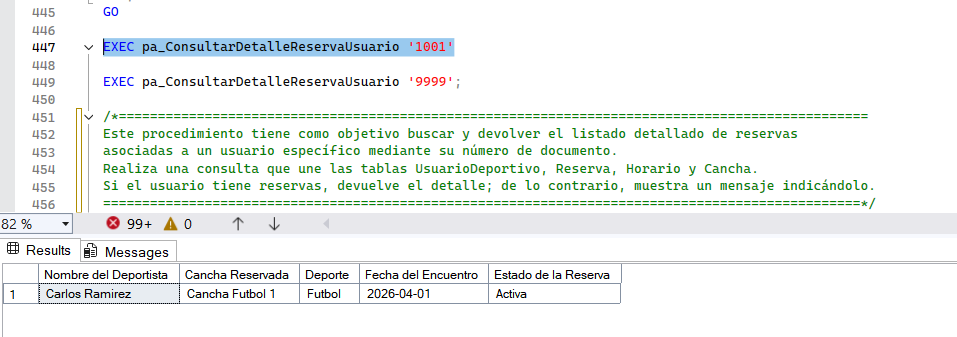 445 GO
446
447 EXEC pa_ConsultarDetalleReservaUsuario '1001'
448
449 EXEC pa_ConsultarDetalleReservaUsuario '9999';
450
451 /*================================================================================================
452 Este procedimiento tiene como objetivo buscar y devolver el listado detallado de reservas
453 asociadas a un usuario específico mediante su número de documento.
454 Realiza una consulta que une las tablas UsuarioDeportivo, Reserva, Horario y Cancha.
455 Si el usuario tiene reservas, devuelve el detalle; de lo contrario, muestra un mensaje indicándolo.
456 =================================================================================================*/
82 % 99+ 0
Results Messages
Nombre del Deportista Cancha Reservada Deporte Fecha del Encuentro Estado de la Reserva
1 Carlos Ramirez Cancha Futbol 1 Futbol 2026-04-01 Activa